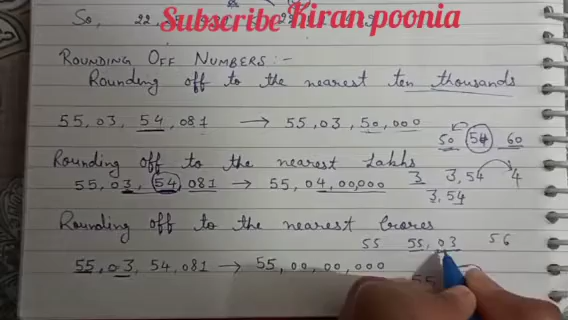 So, 22,
Subscribe Kiran poonia
ROUNDING OFF NUMBERS:-
Rounding off to the nearest ten thousands
55,03,54,081 → 55,03,50,000
50 54 60
Rounding off to the nearest Lakhs
55,03,54,081 → 55,04,00,000
3 3,54 4
3,54
Rounding off to the nearest Crores
55 55,03 56
55,03,54,081 → 55,00,00,000
55